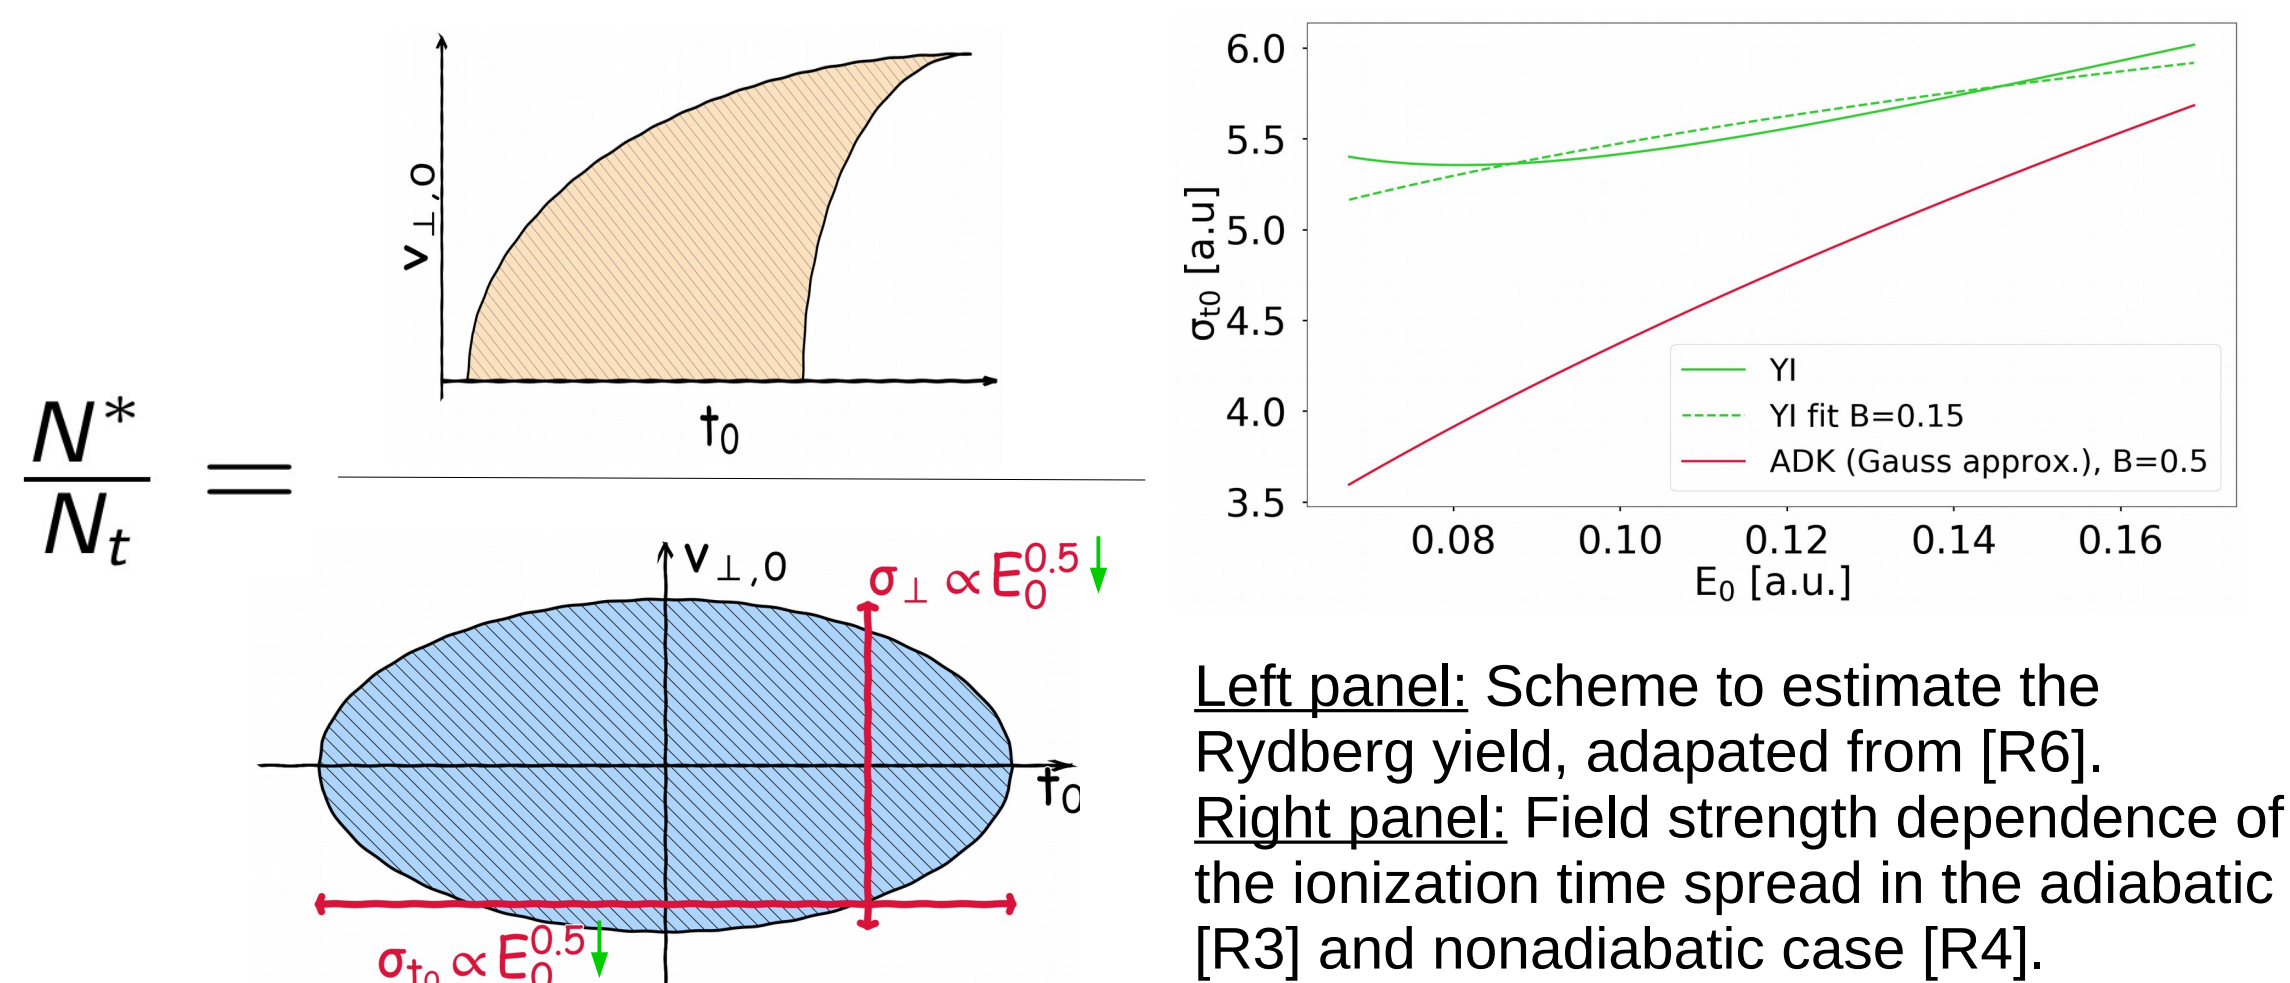 N*
N_t
=
v⊥,0
t₀
v⊥,0
σ⊥ ∝ E₀^0.5
t₀
σt₀ ∝ E₀^0.5
6.0
5.5
5.0
4.5
4.0
3.5
σt0 [a.u]
YI
YI fit B=0.15
ADK (Gauss approx.), B=0.5
0.08 0.10 0.12 0.14 0.16
E₀ [a.u.]
Left panel: Scheme to estimate the
Rydberg yield, adapated from [R6].
Right panel: Field strength dependence of
the ionization time spread in the adiabatic
[R3] and nonadiabatic case [R4].